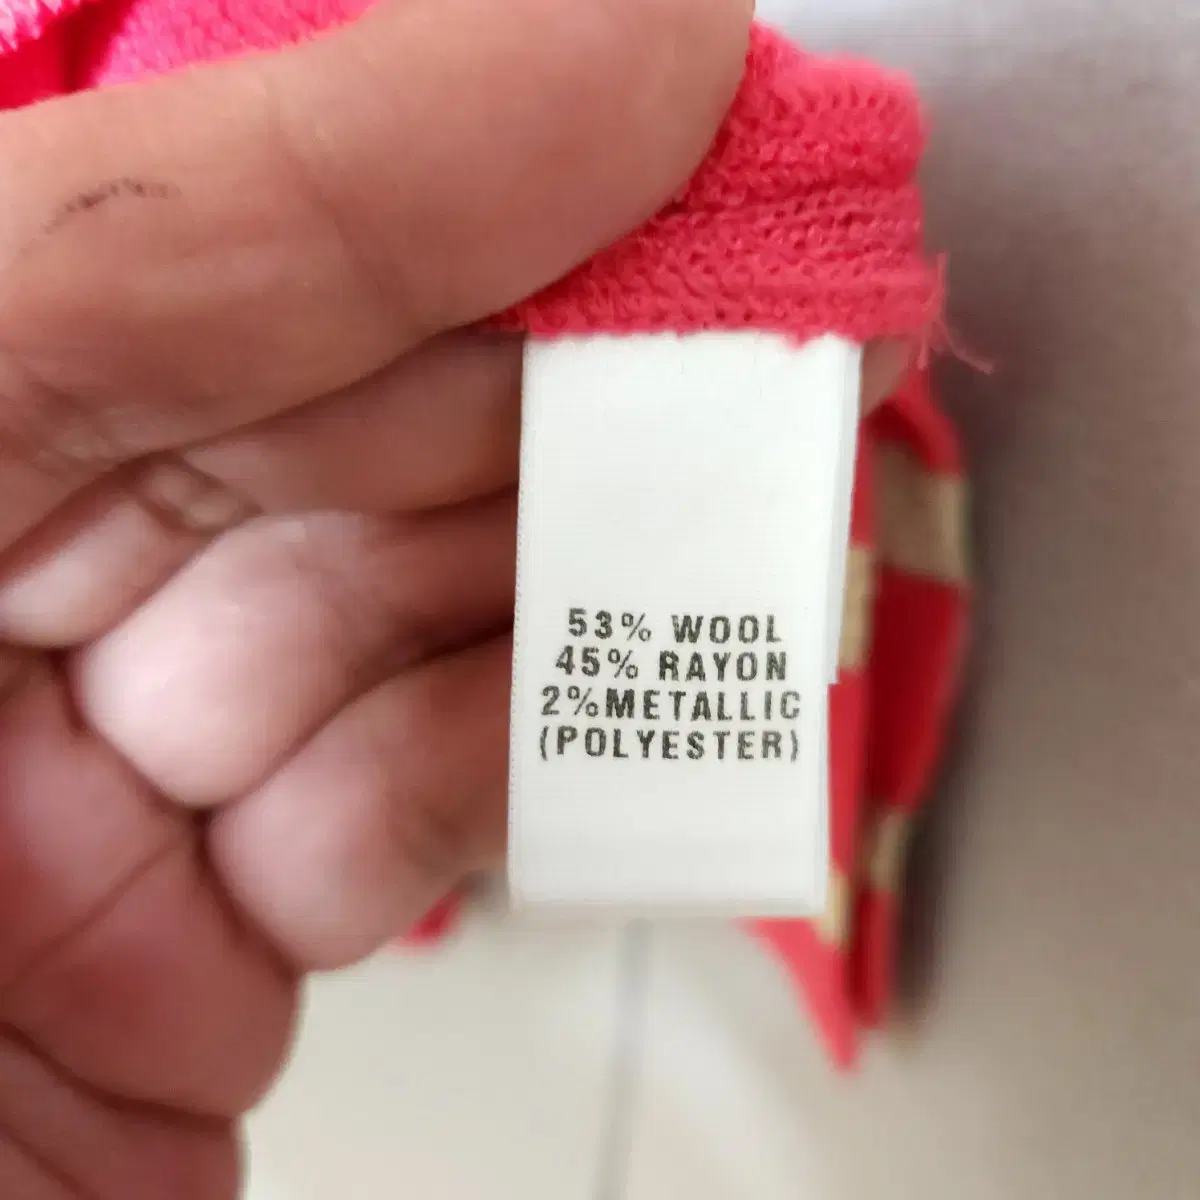 53% WOOL
45% RAYON
2%METALLIC
(POLYESTER)